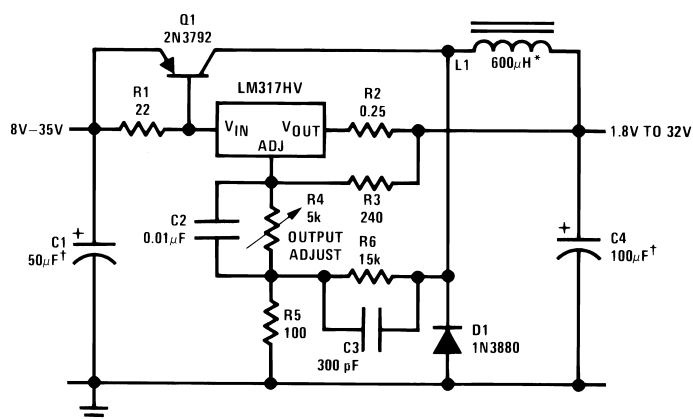 Q1
2N3792
L1
600µH*
R1
22
LM317HV
R2
0.25
8V–35V
VIN
VOUT
ADJ
1.8V TO 32V
R4
5k
R3
240
C2
0.01µF
OUTPUT
ADJUST
R6
15k
C1
50µF†
C4
100µF†
R5
100
C3
300 pF
D1
1N3880
+
+